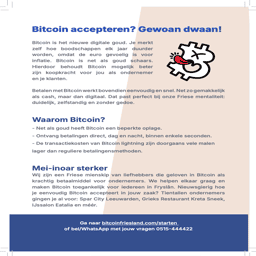 Bitcoin accepteren? Gewoan dwaan!
Bitcoin is het nieuwe digitale goud. Je merkt
zelf hoe boodschappen elk jaar duurder
worden, omdat de euro gevoelig is voor
inflatie. Bitcoin is net als goud schaars.
Hierdoor behoudt Bitcoin mogelijk beter
zijn koopkracht voor jou als ondernemer
en je klanten.
Betalen met Bitcoin werkt bovendien eenvoudig en snel. Net zo gemakkelijk
als cash, maar dan digitaal. Dat past perfect bij onze Friese mentaliteit:
duidelijk, zelfstandig en zonder gedoe.
Waarom Bitcoin?
- Net als goud heeft Bitcoin een beperkte oplage.
- Ontvang betalingen direct, dag en nacht, binnen enkele seconden.
- De transactiekosten van Bitcoin lightning zijn doorgaans vele malen
lager dan reguliere betalingsmethoden.
Mei-inoar sterker
Wij zijn een Friese menskip van liefhebbers die geloven in Bitcoin als
krachtig betaalmiddel voor ondernemers. We helpen elkaar graag en
maken Bitcoin toegankelijk voor iedereen in Fryslân. Nieuwsgierig hoe
je eenvoudig Bitcoin accepteert in jouw zaak? Tientallen ondernemers
gingen je al voor: Spar City Leeuwarden, Grieks Restaurant Kreta Sneek,
IJssalon Eatalia en méér.
Ga naar bitcoinfriesland.com/starten
of bel/WhatsApp met jouw vragen 0515-444422